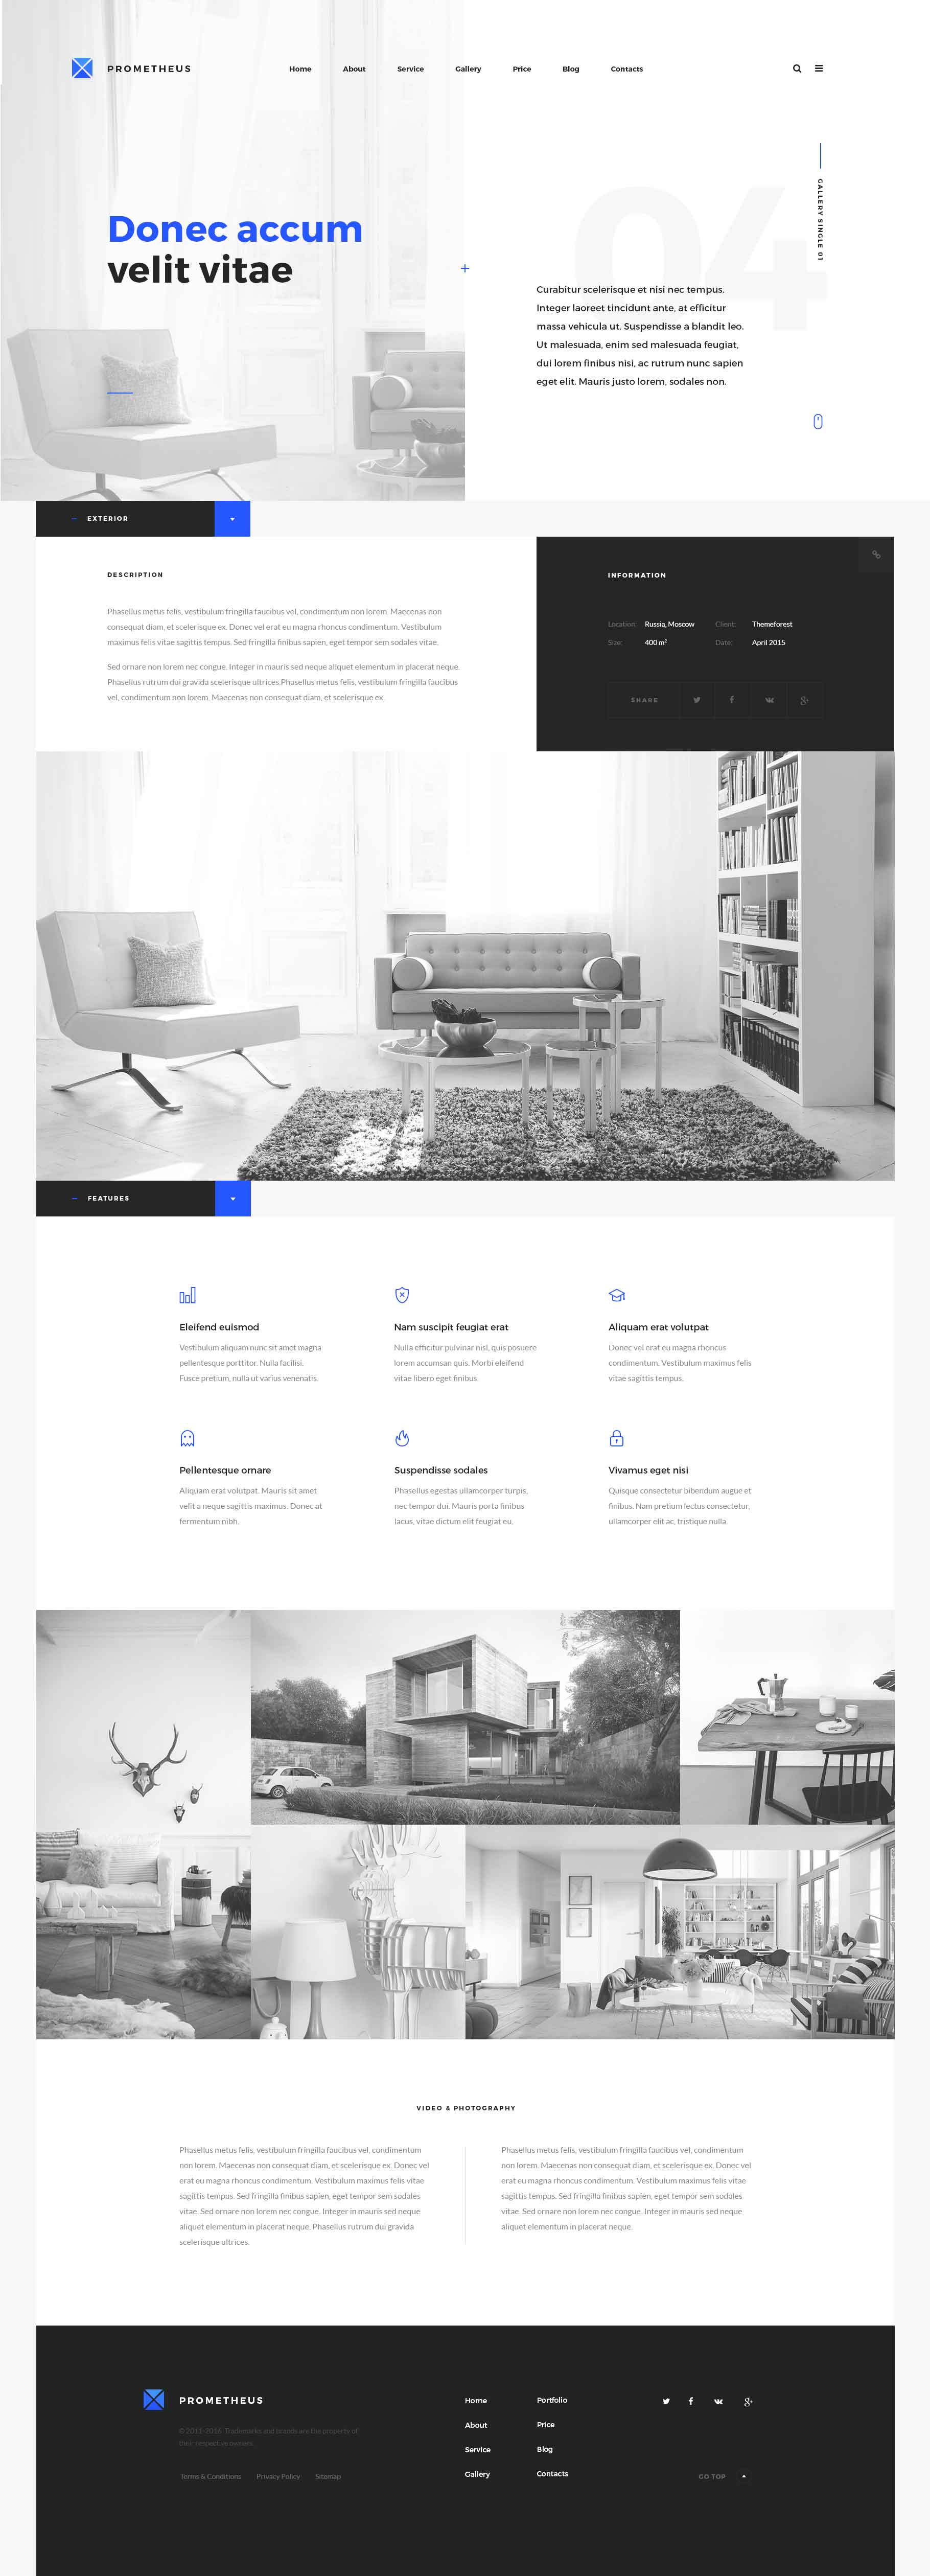 PROMETHEUS
Home About Service Gallery Price Blog Contacts
04
GALLERY SINGLE 01
Donec accum
velit vitae
Curabitur scelerisque et nisi nec tempus.
Integer laoreet tincidunt ante, at efficitur
massa vehicula ut. Suspendisse a blandit leo.
Ut malesuada, enim sed malesuada feugiat,
dui lorem finibus nisi, ac rutrum nunc sapien
eget elit. Mauris justo lorem, sodales non.
EXTERIOR
DESCRIPTION
Phasellus metus felis, vestibulum fringilla faucibus vel, condimentum non lorem. Maecenas non
consequat diam, et scelerisque ex. Donec vel erat eu magna rhoncus condimentum. Vestibulum
maximus felis vitae sagittis tempus. Sed fringilla finibus sapien, eget tempor sem sodales vitae.
Sed ornare non lorem nec congue. Integer in mauris sed neque aliquet elementum in placerat neque.
Phasellus rutrum dui gravida scelerisque ultrices.Phasellus metus felis, vestibulum fringilla faucibus
vel, condimentum non lorem. Maecenas non consequat diam, et scelerisque ex.
INFORMATION
Location: Russia, Moscow Client: Themeforest
Size: 400 m² Date: April 2015
SHARE
FEATURES
Eleifend euismod
Vestibulum aliquam nunc sit amet magna
pellentesque porttitor. Nulla facilisi.
Fusce pretium, nulla ut varius venenatis.
Nam suscipit feugiat erat
Nulla efficitur pulvinar nisl, quis posuere
lorem accumsan quis. Morbi eleifend
vitae libero eget finibus.
Aliquam erat volutpat
Donec vel erat eu magna rhoncus
condimentum. Vestibulum maximus felis
vitae sagittis tempus.
Pellentesque ornare
Aliquam erat volutpat. Mauris sit amet
velit a neque sagittis maximus. Donec at
fermentum nibh.
Suspendisse sodales
Phasellus egestas ullamcorper turpis,
nec tempor dui. Mauris porta finibus
lacus, vitae dictum elit feugiat eu.
Vivamus eget nisi
Quisque consectetur bibendum augue et
finibus. Nam pretium lectus consectetur,
ullamcorper elit ac, tristique nulla.
VIDEO & PHOTOGRAPHY
Phasellus metus felis, vestibulum fringilla faucibus vel, condimentum
non lorem. Maecenas non consequat diam, et scelerisque ex. Donec vel
erat eu magna rhoncus condimentum. Vestibulum maximus felis vitae
sagittis tempus. Sed fringilla finibus sapien, eget tempor sem sodales
vitae. Sed ornare non lorem nec congue. Integer in mauris sed neque
aliquet elementum in placerat neque. Phasellus rutrum dui gravida
scelerisque ultrices.
Phasellus metus felis, vestibulum fringilla faucibus vel, condimentum
non lorem. Maecenas non consequat diam, et scelerisque ex. Donec vel
erat eu magna rhoncus condimentum. Vestibulum maximus felis vitae
sagittis tempus. Sed fringilla finibus sapien, eget tempor sem sodales
vitae. Sed ornare non lorem nec congue. Integer in mauris sed neque
aliquet elementum in placerat neque.
PROMETHEUS
© 2013-2016 Trademarks and brands are the property of
their respective owners.
Terms & Conditions Privacy Policy Sitemap
Home
About
Service
Gallery
Portfolio
Price
Blog
Contacts
GO TOP